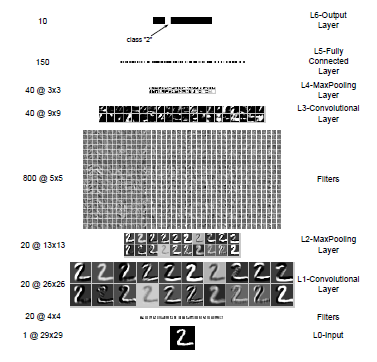 10
L6-Output
Layer
class "2"
150
L5-Fully
Connected
Layer
40 @ 3x3
L4-MaxPooling
Layer
40 @ 9x9
L3-Convolutional
Layer
800 @ 5x5
Filters
20 @ 13x13
L2-MaxPooling
Layer
20 @ 26x26
L1-Convolutional
Layer
20 @ 4x4
Filters
1 @ 29x29
2
L0-Input